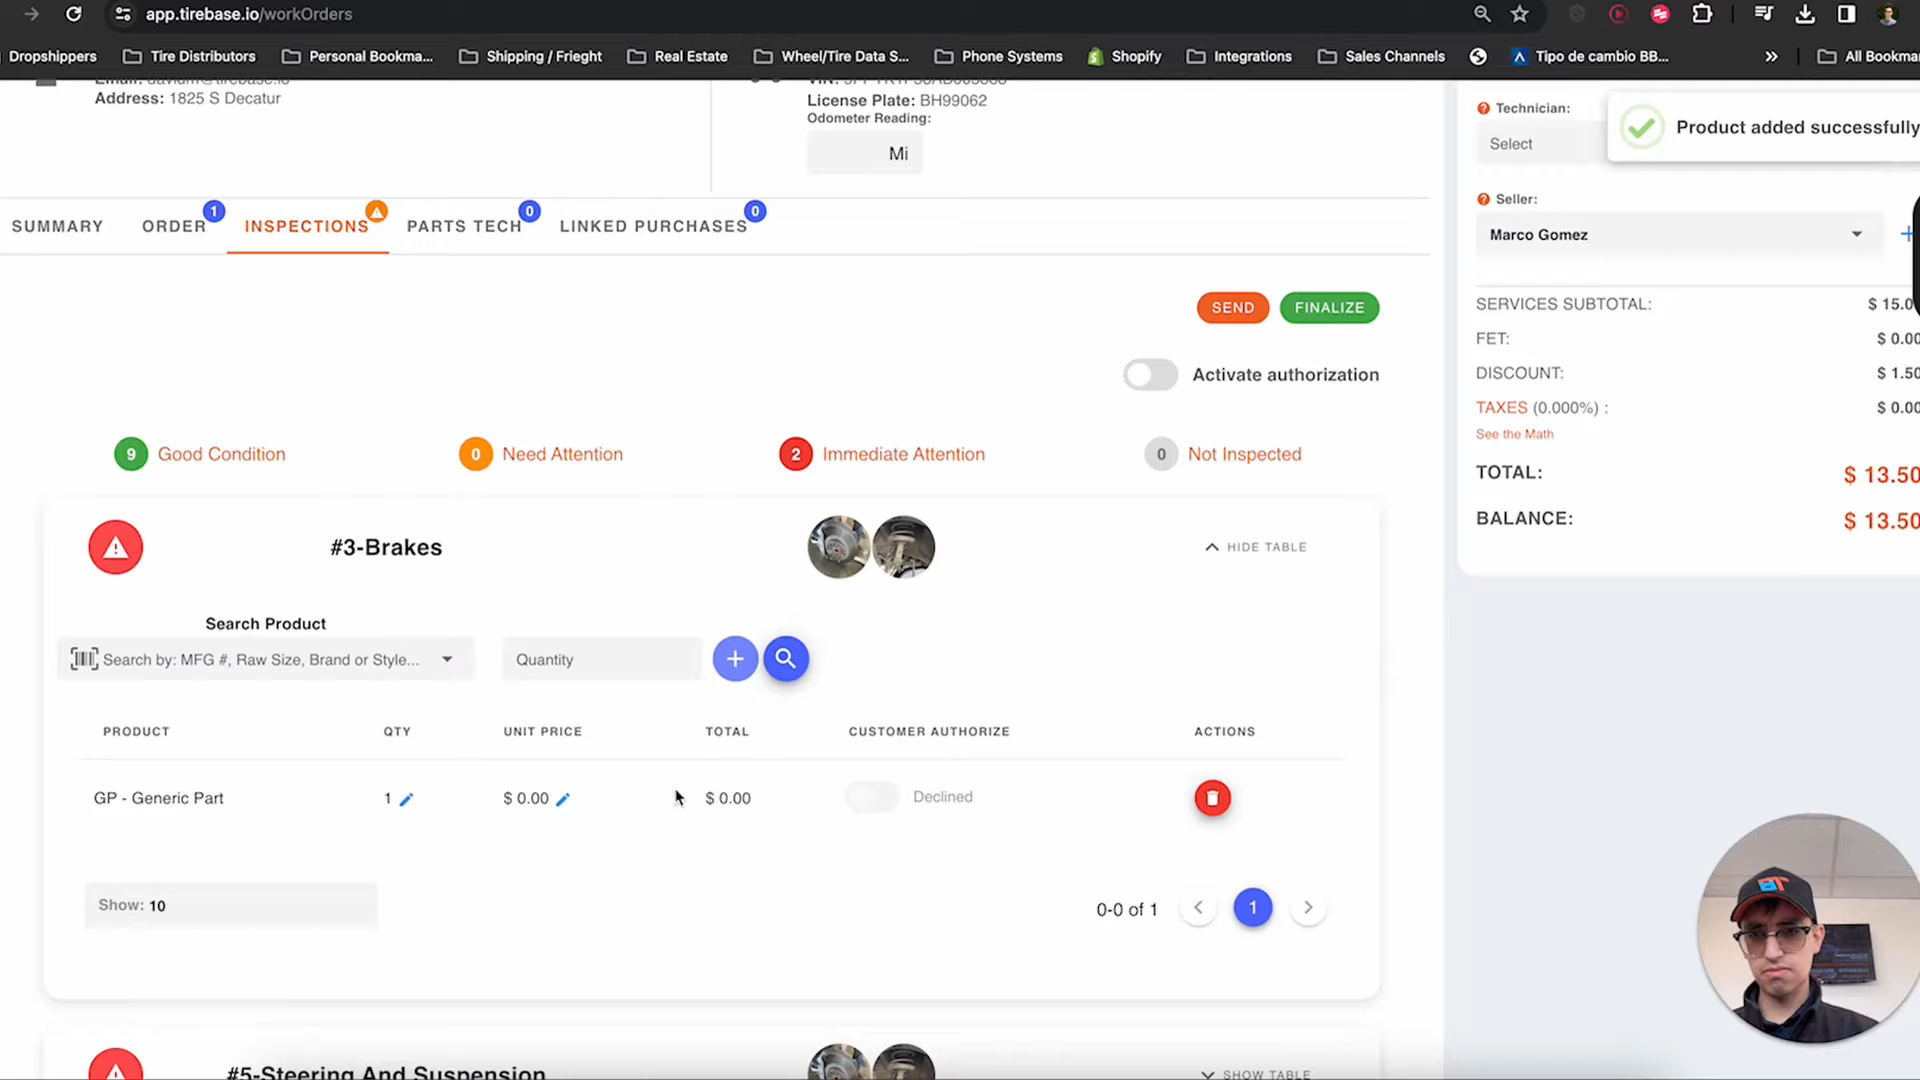 app.tirebase.io/workOrders
Dropshippers Tire Distributors Personal Bookma... Shipping / Frieght Real Estate Wheel/Tire Data S... Phone Systems Shopify Integrations Sales Channels Tipo de cambio BB... » All Bookma
Address: 1825 S Decatur
License Plate: BH99062
Odometer Reading:
Mi
SUMMARY ORDER 1 INSPECTIONS PARTS TECH 0 LINKED PURCHASES 0
SEND FINALIZE
Activate authorization
9 Good Condition 0 Need Attention 2 Immediate Attention 0 Not Inspected
#3-Brakes HIDE TABLE
Search Product
Search by: MFG #, Raw Size, Brand or Style... Quantity
PRODUCT QTY UNIT PRICE TOTAL CUSTOMER AUTHORIZE ACTIONS
GP - Generic Part 1 $ 0.00 $ 0.00 Declined
Show: 10 0-0 of 1 1
#5-Steering And Suspension SHOW TABLE
Technician:
Select
Product added successfully
Seller:
Marco Gomez
SERVICES SUBTOTAL: $ 15.0
FET: $ 0.00
DISCOUNT: $ 1.50
TAXES (0.000%) : $ 0.00
See the Math
TOTAL: $ 13.50
BALANCE: $ 13.50